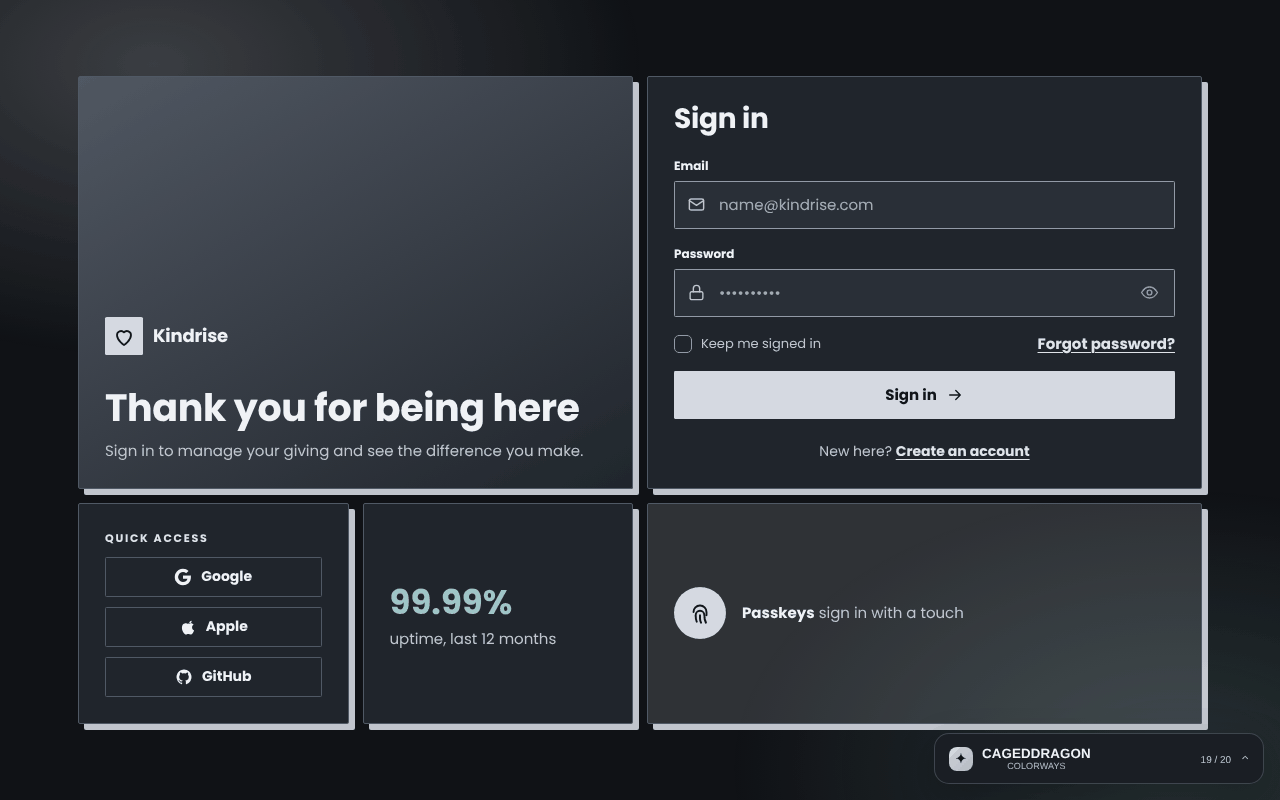 Kindrise
Thank you for being here
Sign in to manage your giving and see the difference you make.
Sign in
Email
name@kindrise.com
Password
••••••••••
Keep me signed in
Forgot password?
Sign in →
New here? Create an account
QUICK ACCESS
Google
Apple
GitHub
99.99%
uptime, last 12 months
Passkeys sign in with a touch
CAGEDDRAGON
COLORWAYS
19 / 20